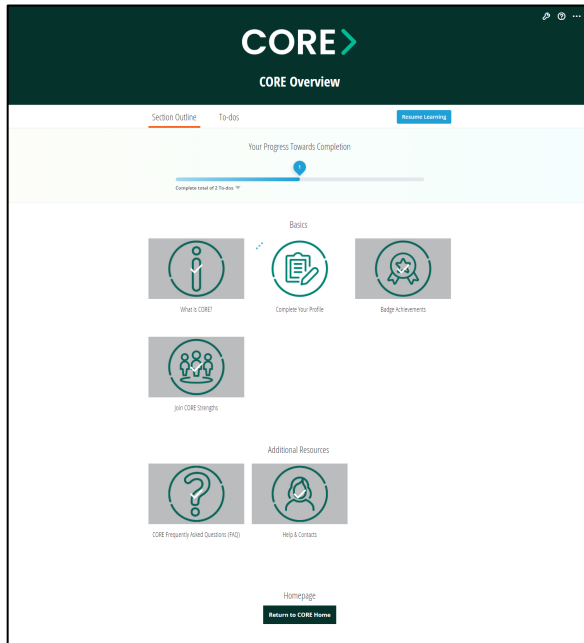 CORE
CORE Overview
Section Outline To-dos Resume Learning
Your Progress Towards Completion
1
Complete total of 2 To-dos
Basics
What is CORE? Complete Your Profile Badge Achievements
Join CORE Strengths
Additional Resources
CORE Frequently Asked Questions (FAQ) Help & Contacts
Homepage
Return to CORE Home